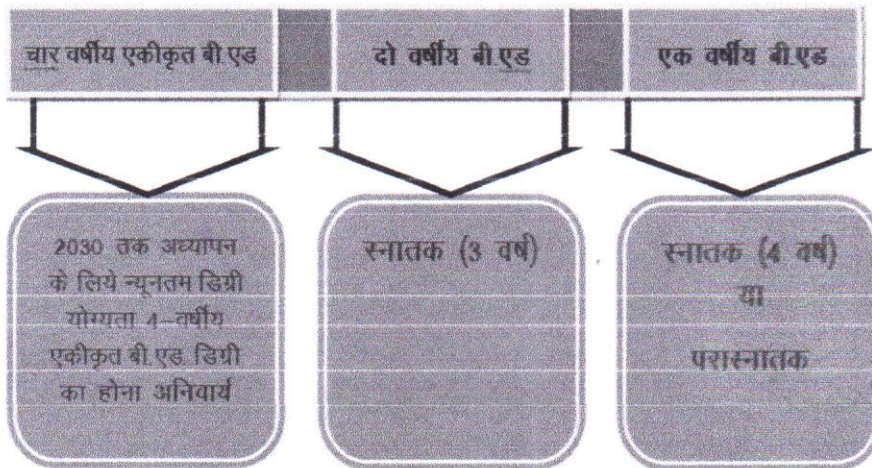 चार वर्षीय एकीकृत बी.एड
दो वर्षीय बी.एड
एक वर्षीय बी.एड
2030 तक अध्यापन
के लिये न्यूनतम डिग्री
योग्यता 4-वर्षीय
एकीकृत बी.एड. डिग्री
का होना अनिवार्य
स्नातक (3 वर्ष)
स्नातक (4 वर्ष)
या
परास्नातक